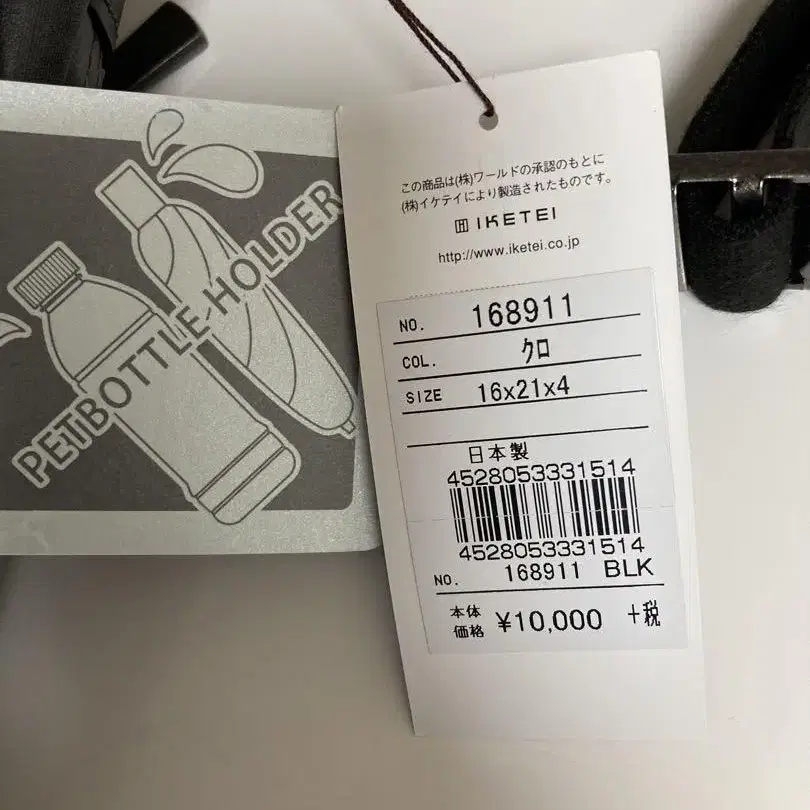 PETBOTTLE HOLDER
この商品は(株)ワールドの承認のもとに
(株)イケテイにより製造されたものです。
IKETEI
http://www.iketei.co.jp
NO. 168911
COL. クロ
SIZE 16x21x4
日本製
4528053331514
4528053331514
NO. 168911 BLK
本体価格 ¥10,000 +税